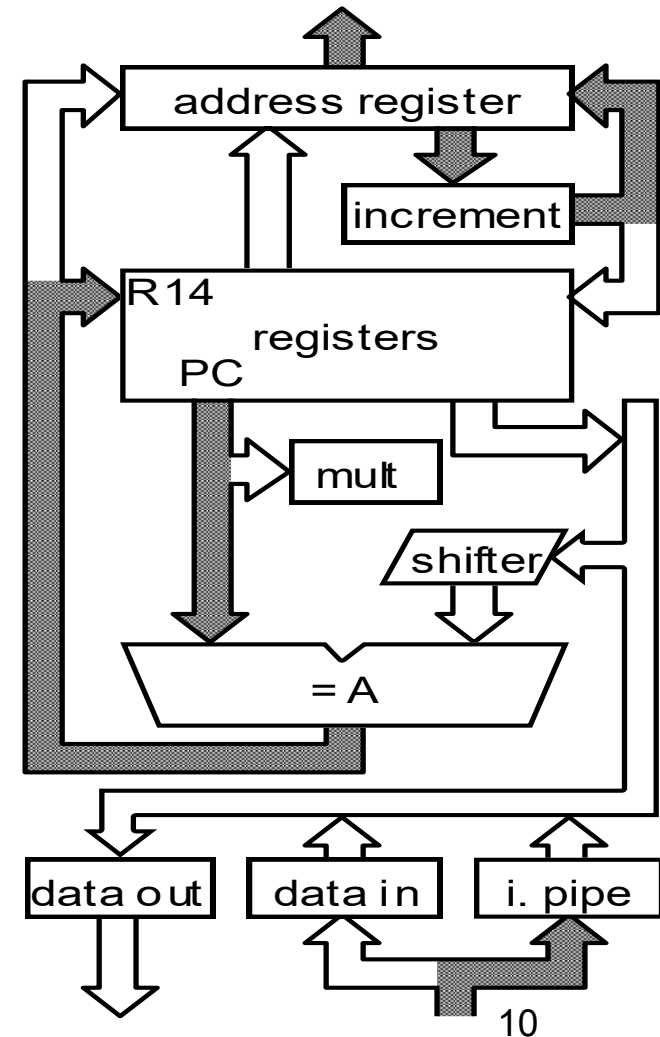 address register
increment
R14
registers
PC
mult
shifter
= A
data out
data in
i. pipe
10